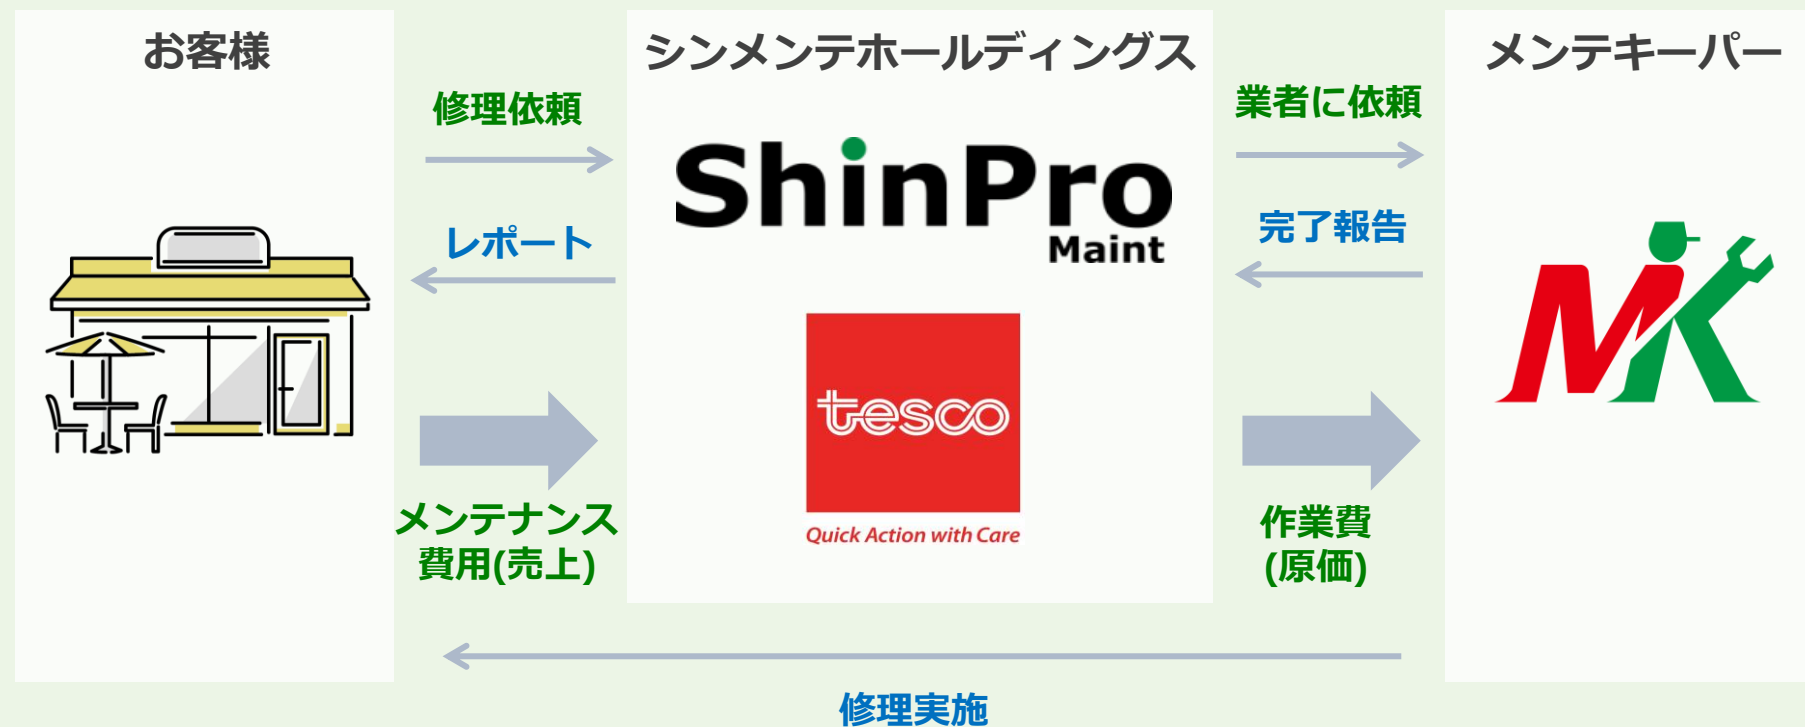 お客様
シンメンテホールディングス
メンテキーパー
修理依頼
業者に依頼
ShinPro
Maint
レポート
完了報告
MK
tesco
Quick Action with Care
メンテナンス
費用(売上)
作業費
(原価)
修理実施